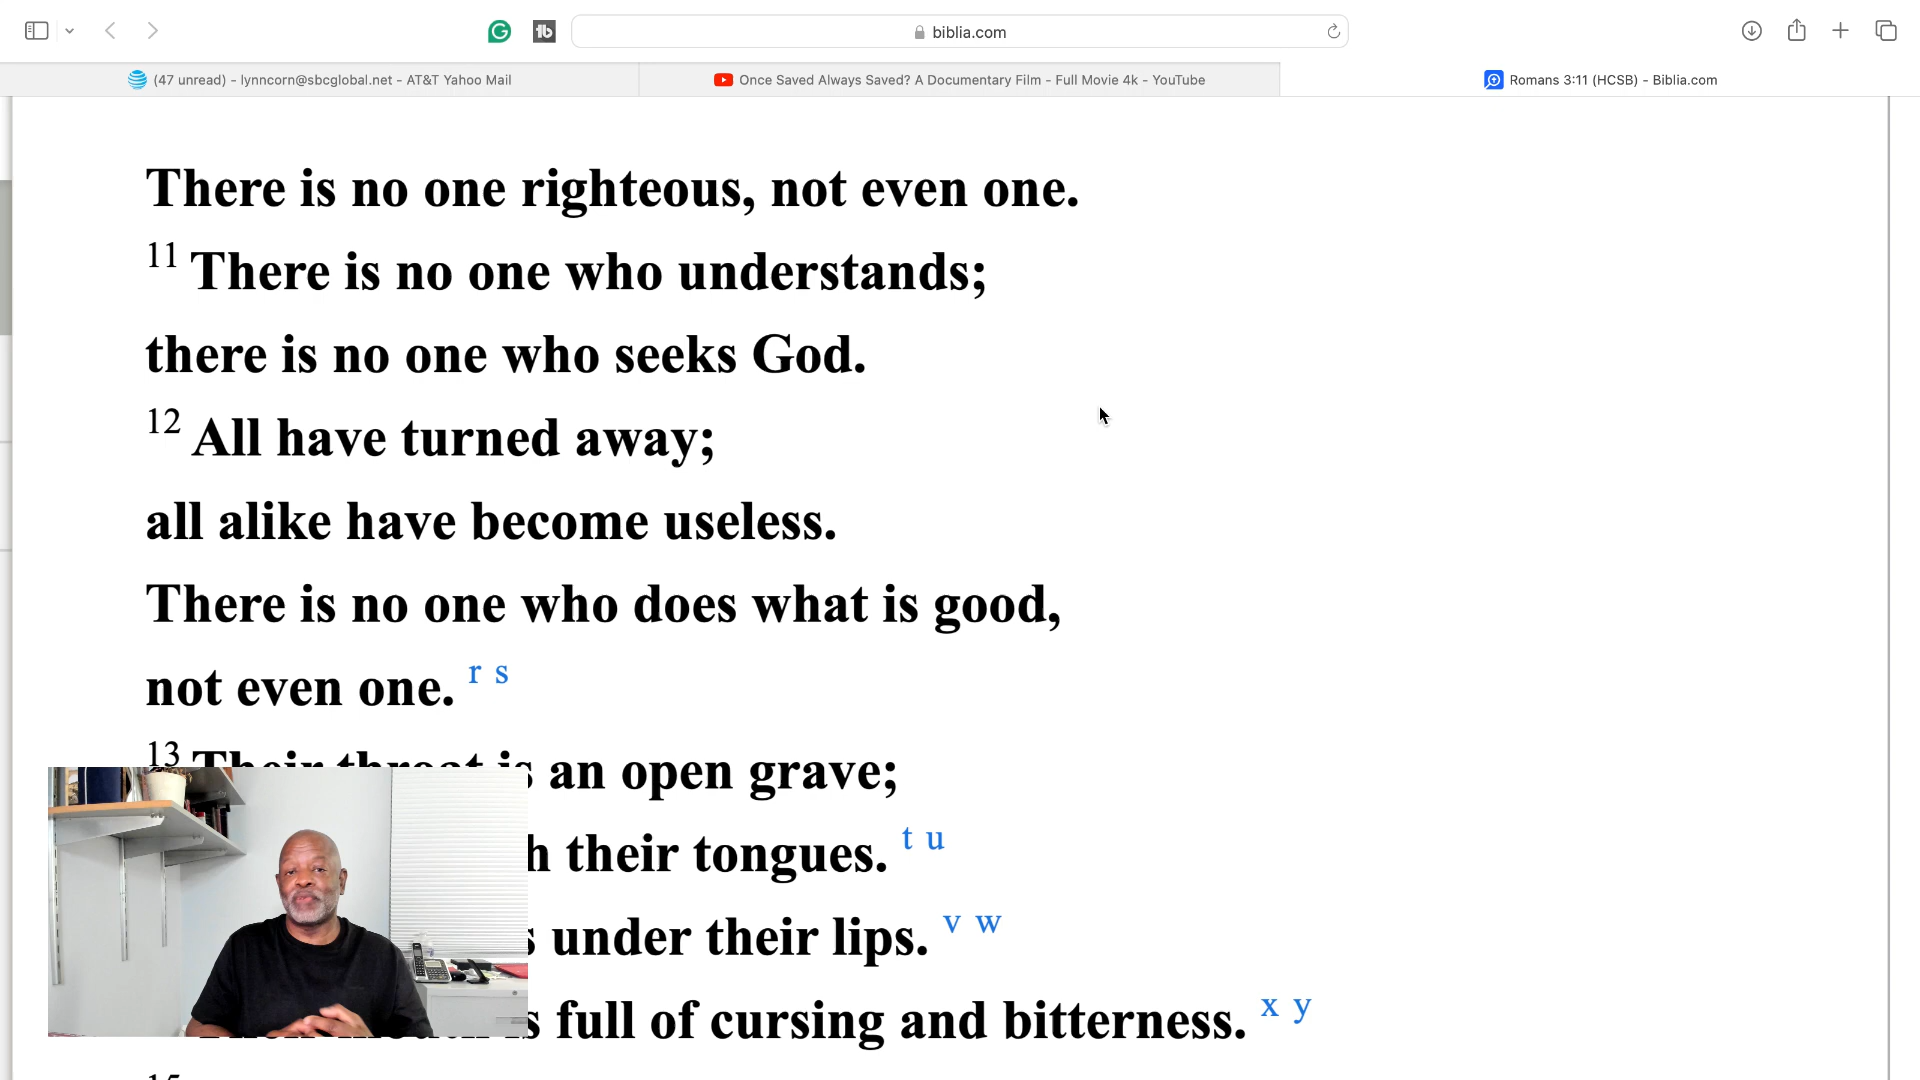 biblia.com
(47 unread) - lynncorn@sbcglobal.net - AT&T Yahoo Mail
Once Saved Always Saved? A Documentary Film - Full Movie 4k - YouTube
Romans 3:11 (HCSB) - Biblia.com
There is no one righteous, not even one.
11 There is no one who understands;
there is no one who seeks God.
12 All have turned away;
all alike have become useless.
There is no one who does what is good,
not even one. r s
13 Their throat is an open grave;
their tongues. t u
under their lips. v w
full of cursing and bitterness. x y